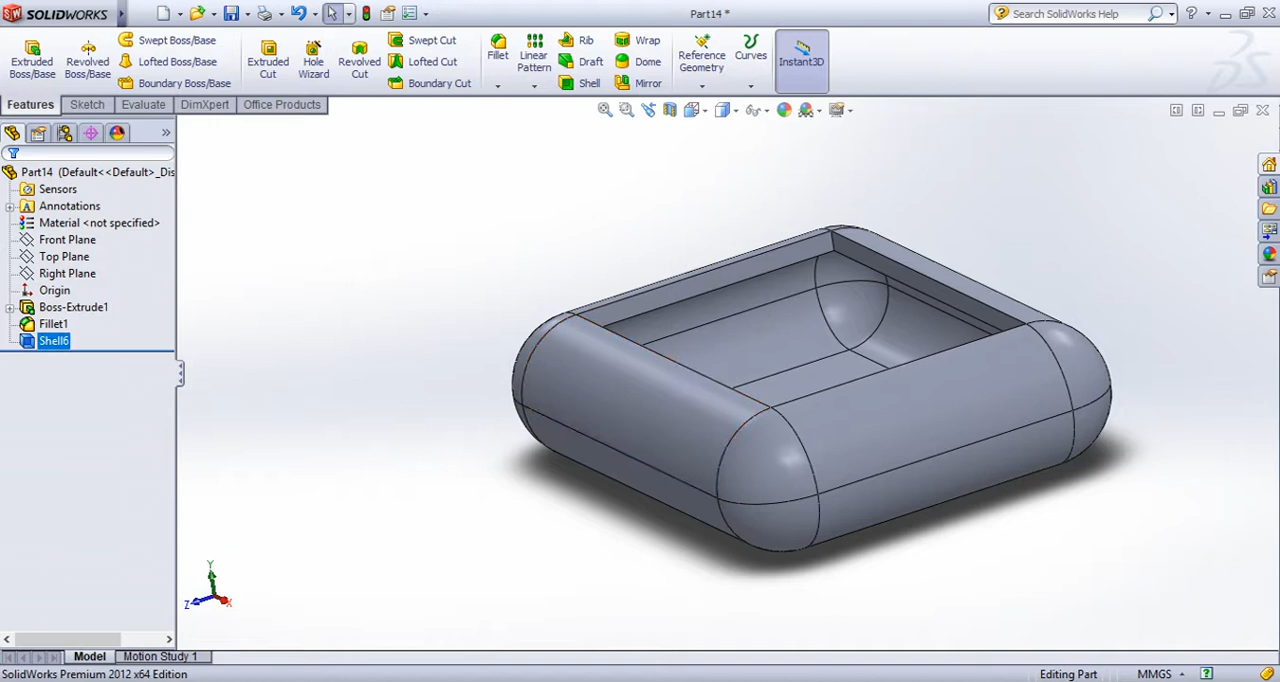 SW SOLIDWORKS
Part14 *
Search SolidWorks Help
Extruded Boss/Base
Revolved Boss/Base
Swept Boss/Base
Lofted Boss/Base
Boundary Boss/Base
Extruded Cut
Hole Wizard
Revolved Cut
Swept Cut
Lofted Cut
Boundary Cut
Fillet
Linear Pattern
Rib
Draft
Shell
Wrap
Dome
Mirror
Reference Geometry
Curves
Instant3D
Features Sketch Evaluate DimXpert Office Products
Part14 (Default<<Default>_Dis
Sensors
Annotations
Material <not specified>
Front Plane
Top Plane
Right Plane
Origin
Boss-Extrude1
Fillet1
Shell6
Y
Z
X
Model Motion Study 1
SolidWorks Premium 2012 x64 Edition
Editing Part
MMGS